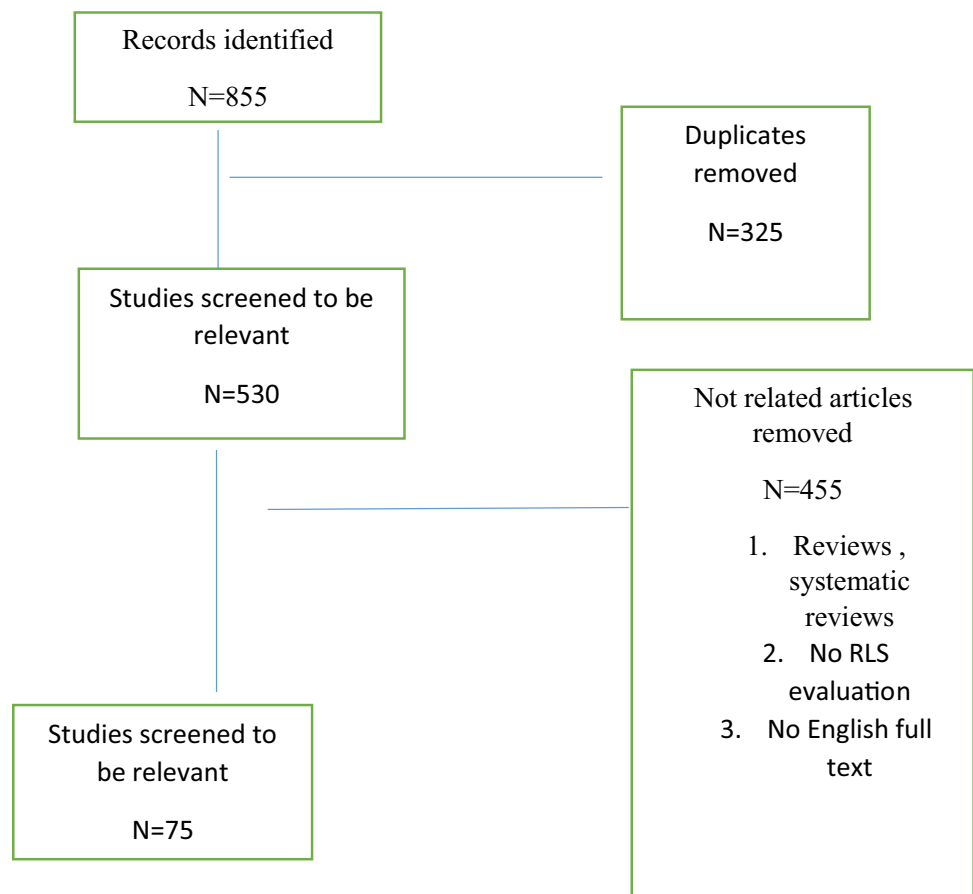 Records identified
N=855
Duplicates
removed
N=325
Studies screened to be
relevant
N=530
Not related articles
removed
N=455
1. Reviews ,
systematic
reviews
2. No RLS
evaluation
3. No English full
text
Studies screened to
be relevant
N=75